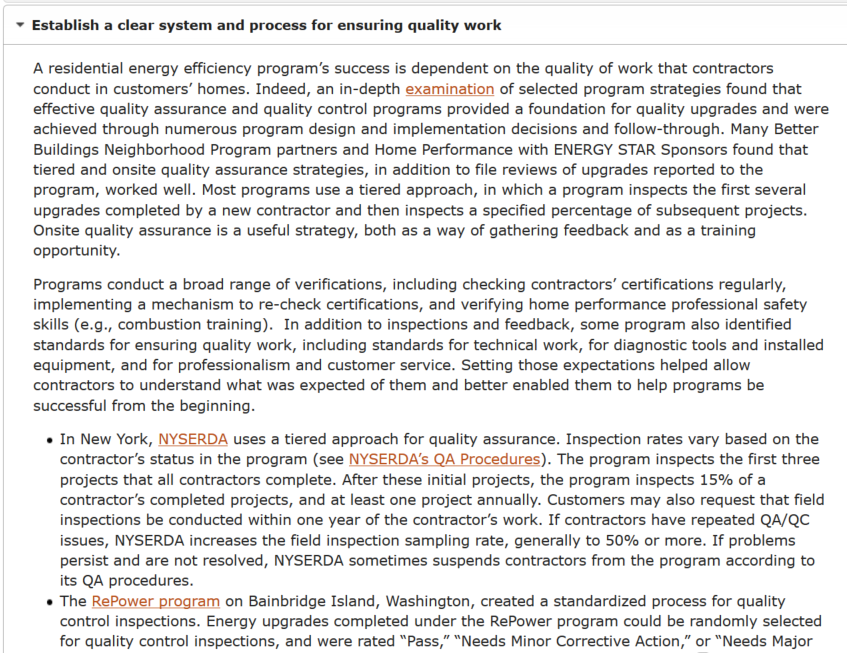 Establish a clear system and process for ensuring quality work
A residential energy efficiency program's success is dependent on the quality of work that contractors
conduct in customers' homes. Indeed, an in-depth examination of selected program strategies found that
effective quality assurance and quality control programs provided a foundation for quality upgrades and were
achieved through numerous program design and implementation decisions and follow-through. Many Better
Buildings Neighborhood Program partners and Home Performance with ENERGY STAR Sponsors found that
tiered and onsite quality assurance strategies, in addition to file reviews of upgrades reported to the
program, worked well. Most programs use a tiered approach, in which a program inspects the first several
upgrades completed by a new contractor and then inspects a specified percentage of subsequent projects.
Onsite quality assurance is a useful strategy, both as a way of gathering feedback and as a training
opportunity.
Programs conduct a broad range of verifications, including checking contractors' certifications regularly,
implementing a mechanism to re-check certifications, and verifying home performance professional safety
skills (e.g., combustion training).  In addition to inspections and feedback, some program also identified
standards for ensuring quality work, including standards for technical work, for diagnostic tools and installed
equipment, and for professionalism and customer service. Setting those expectations helped allow
contractors to understand what was expected of them and better enabled them to help programs be
successful from the beginning.
• In New York, NYSERDA uses a tiered approach for quality assurance. Inspection rates vary based on the
contractor's status in the program (see NYSERDA's QA Procedures). The program inspects the first three
projects that all contractors complete. After these initial projects, the program inspects 15% of a
contractor's completed projects, and at least one project annually. Customers may also request that field
inspections be conducted within one year of the contractor's work. If contractors have repeated QA/QC
issues, NYSERDA increases the field inspection sampling rate, generally to 50% or more. If problems
persist and are not resolved, NYSERDA sometimes suspends contractors from the program according to
its QA procedures.
• The RePower program on Bainbridge Island, Washington, created a standardized process for quality
control inspections. Energy upgrades completed under the RePower program could be randomly selected
for quality control inspections, and were rated "Pass," "Needs Minor Corrective Action," or "Needs Major